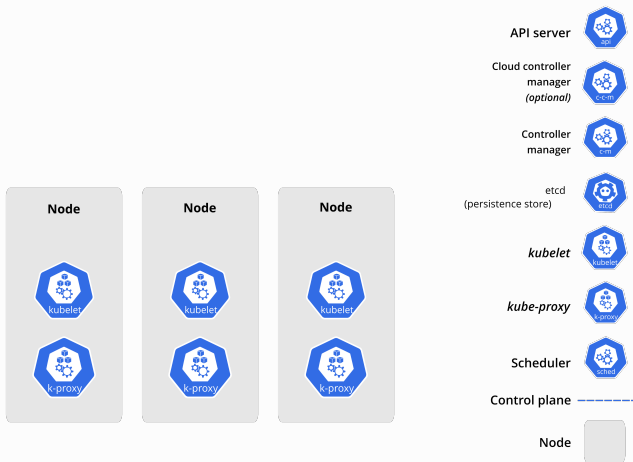 API server
api
Cloud controller
manager
(optional)
c-c-m
Controller
manager
c-m
etcd
(persistence store)
etcd
Node
Node
Node
kubelet
kubelet
kubelet
kubelet
kubelet
k-proxy
k-proxy
k-proxy
kube-proxy
k-proxy
Scheduler
sched
Control plane
Node